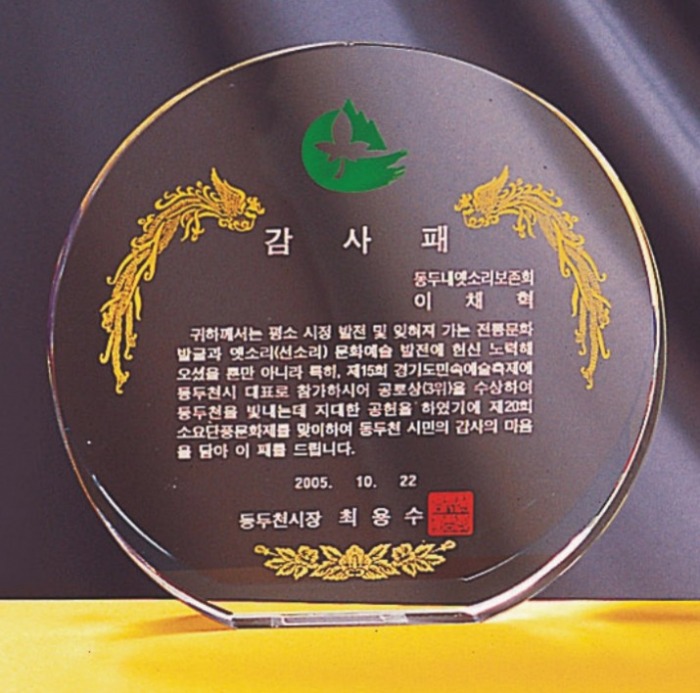 감 사 패
동두내옛소리보존회
이 채 혁
귀하께서는 평소 시정 발전 및 잊혀져 가는 전통문화
발굴과 옛소리(선소리) 문화예술 발전에 헌신 노력해
오셨을 뿐만 아니라 특히, 제15회 경기도민속예술축제에
동두천시 대표로 참가하시어 공로상(3위)을 수상하여
동두천을 빛내는데 지대한 공헌을 하였기에 제20회
소요단풍문화제를 맞이하여 동두천 시민의 감사의 마음
을 담아 이 패를 드립니다.
2005. 10. 22
동두천시장 최 용 수